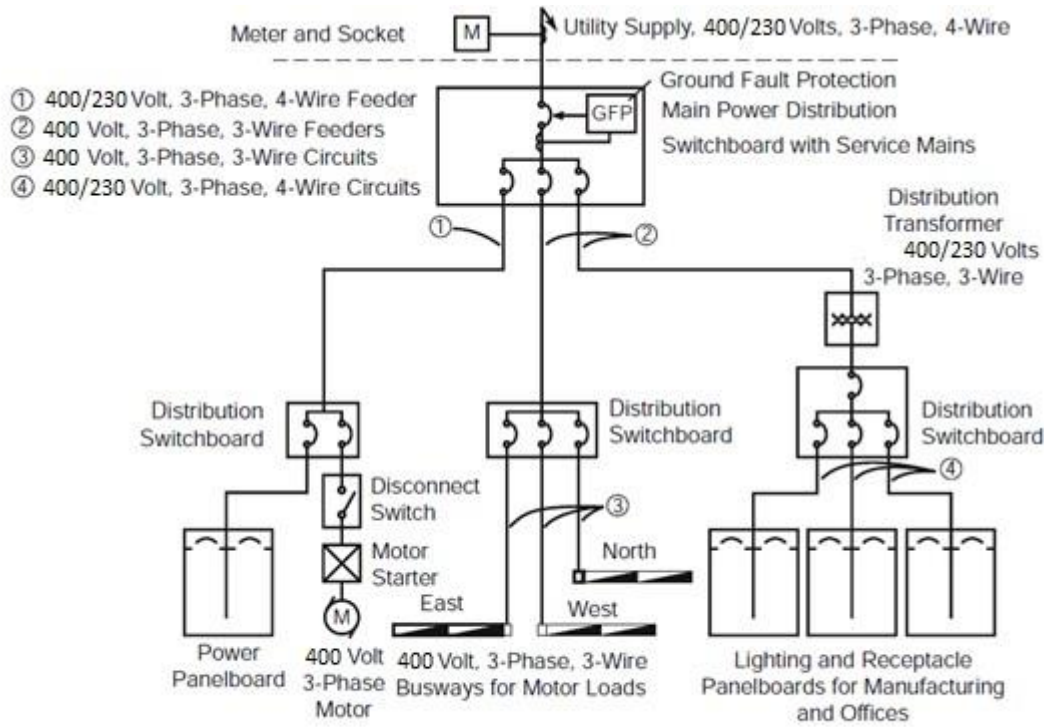 Meter and Socket
M
Utility Supply, 400/230 Volts, 3-Phase, 4-Wire
① 400/230 Volt, 3-Phase, 4-Wire Feeder
② 400 Volt, 3-Phase, 3-Wire Feeders
③ 400 Volt, 3-Phase, 3-Wire Circuits
④ 400/230 Volt, 3-Phase, 4-Wire Circuits
GFP
Ground Fault Protection
Main Power Distribution
Switchboard with Service Mains
①
②
Distribution
Transformer
400/230 Volts
3-Phase, 3-Wire
Distribution
Switchboard
Distribution
Switchboard
Distribution
Switchboard
Disconnect
Switch
③
④
Motor
Starter
M
North
East
West
Power
Panelboard
400 Volt
3-Phase
Motor
400 Volt, 3-Phase, 3-Wire
Busways for Motor Loads
Lighting and Receptacle
Panelboards for Manufacturing
and Offices